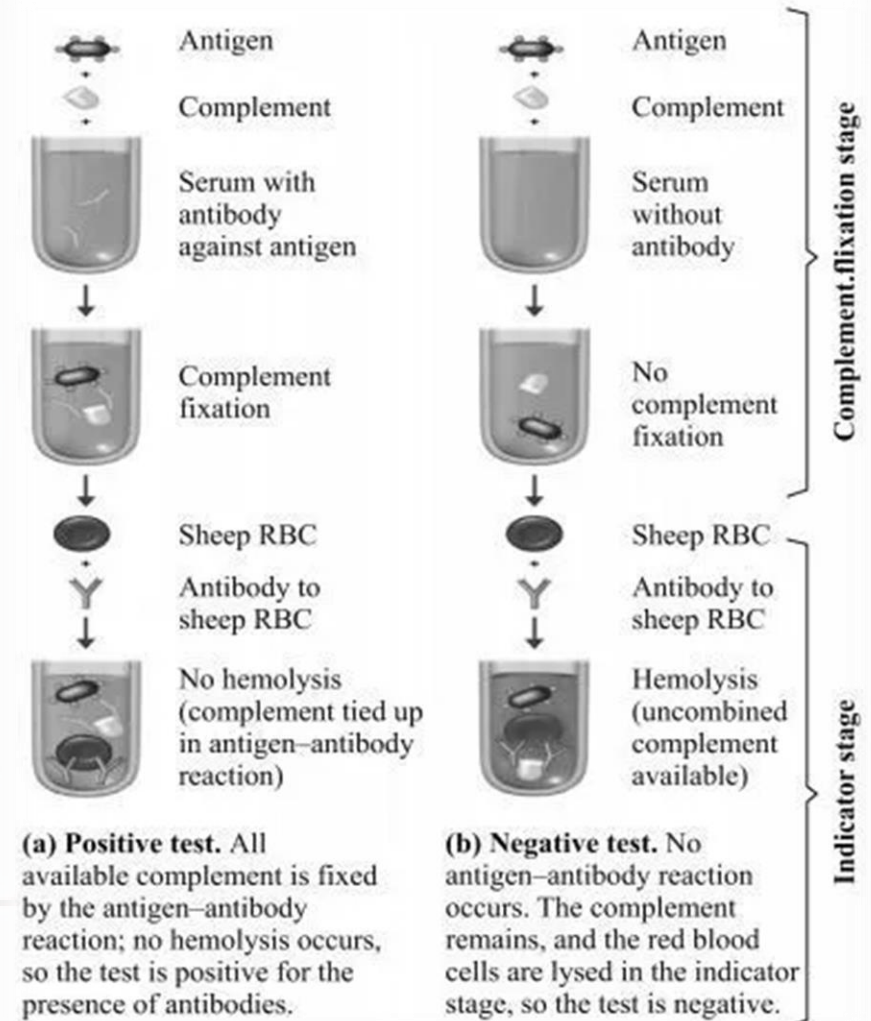 Antigen
Complement
Serum with
antibody
against antigen
Complement
fixation
Sheep RBC
Antibody to
sheep RBC
No hemolysis
(complement tied up
in antigen–antibody
reaction)
(a) Positive test. All
available complement is fixed
by the antigen–antibody
reaction; no hemolysis occurs,
so the test is positive for the
presence of antibodies.
Antigen
Complement
Serum
without
antibody
No
complement
fixation
Sheep RBC
Antibody to
sheep RBC
Hemolysis
(uncombined
complement
available)
(b) Negative test. No
antigen–antibody reaction
occurs. The complement
remains, and the red blood
cells are lysed in the indicator
stage, so the test is negative.
Complement.flixation stage
Indicator stage